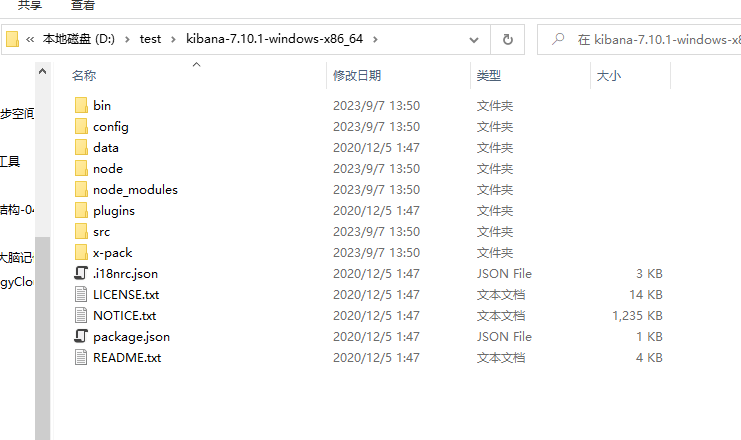 共享 查看
« 本地磁盘 (D:) › test › kibana-7.10.1-windows-x86_64 ›
在 kibana-7.10.1-windows-x8
名称 修改日期 类型 大小
bin 2023/9/7 13:50 文件夹
config 2023/9/7 13:50 文件夹
data 2020/12/5 1:47 文件夹
node 2023/9/7 13:50 文件夹
node_modules 2023/9/7 13:50 文件夹
plugins 2020/12/5 1:47 文件夹
src 2023/9/7 13:50 文件夹
x-pack 2023/9/7 13:50 文件夹
.i18nrc.json 2020/12/5 1:47 JSON File 3 KB
LICENSE.txt 2020/12/5 1:47 文本文档 14 KB
NOTICE.txt 2020/12/5 1:47 文本文档 1,235 KB
package.json 2020/12/5 1:47 JSON File 1 KB
README.txt 2020/12/5 1:47 文本文档 4 KB
步空间
工具
结构-04
大脑记
gyClou